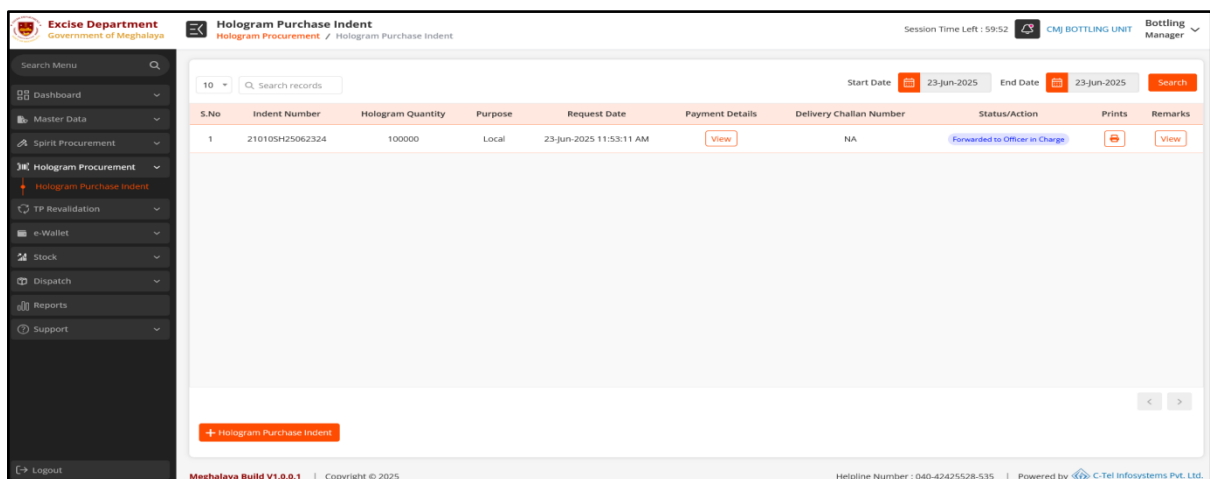 Excise Department
Government of Meghalaya
Hologram Purchase Indent
Hologram Procurement / Hologram Purchase Indent
Session Time Left : 59:52 CMJ BOTTLING UNIT Bottling Manager
Search Menu
Dashboard
Master Data
Spirit Procurement
Hologram Procurement
Hologram Purchase Indent
TP Revalidation
e-Wallet
Stock
Dispatch
Reports
Support
Logout
10 Search records Start Date 23-Jun-2025 End Date 23-Jun-2025 Search
S.No Indent Number Hologram Quantity Purpose Request Date Payment Details Delivery Challan Number Status/Action Prints Remarks
1 210105H25062324 100000 Local 23-Jun-2025 11:53:11 AM View NA Forwarded to Officer in Charge View
< >
+ Hologram Purchase Indent
Meghalaya Build V1.0.0.1 | Copyright © 2025 Helpline Number : 040-42425528-535 | Powered by C-Tel Infosystems Pvt. Ltd.